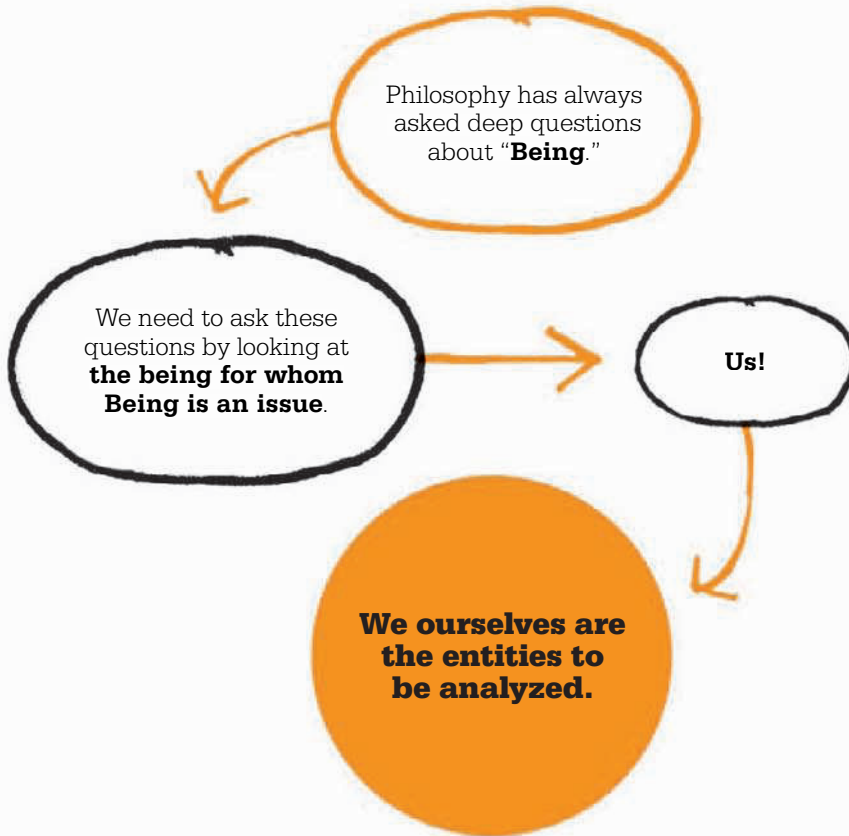 Philosophy has always
asked deep questions
about “Being.”
We need to ask these
questions by looking at
the being for whom
Being is an issue.
Us!
We ourselves are
the entities to
be analyzed.